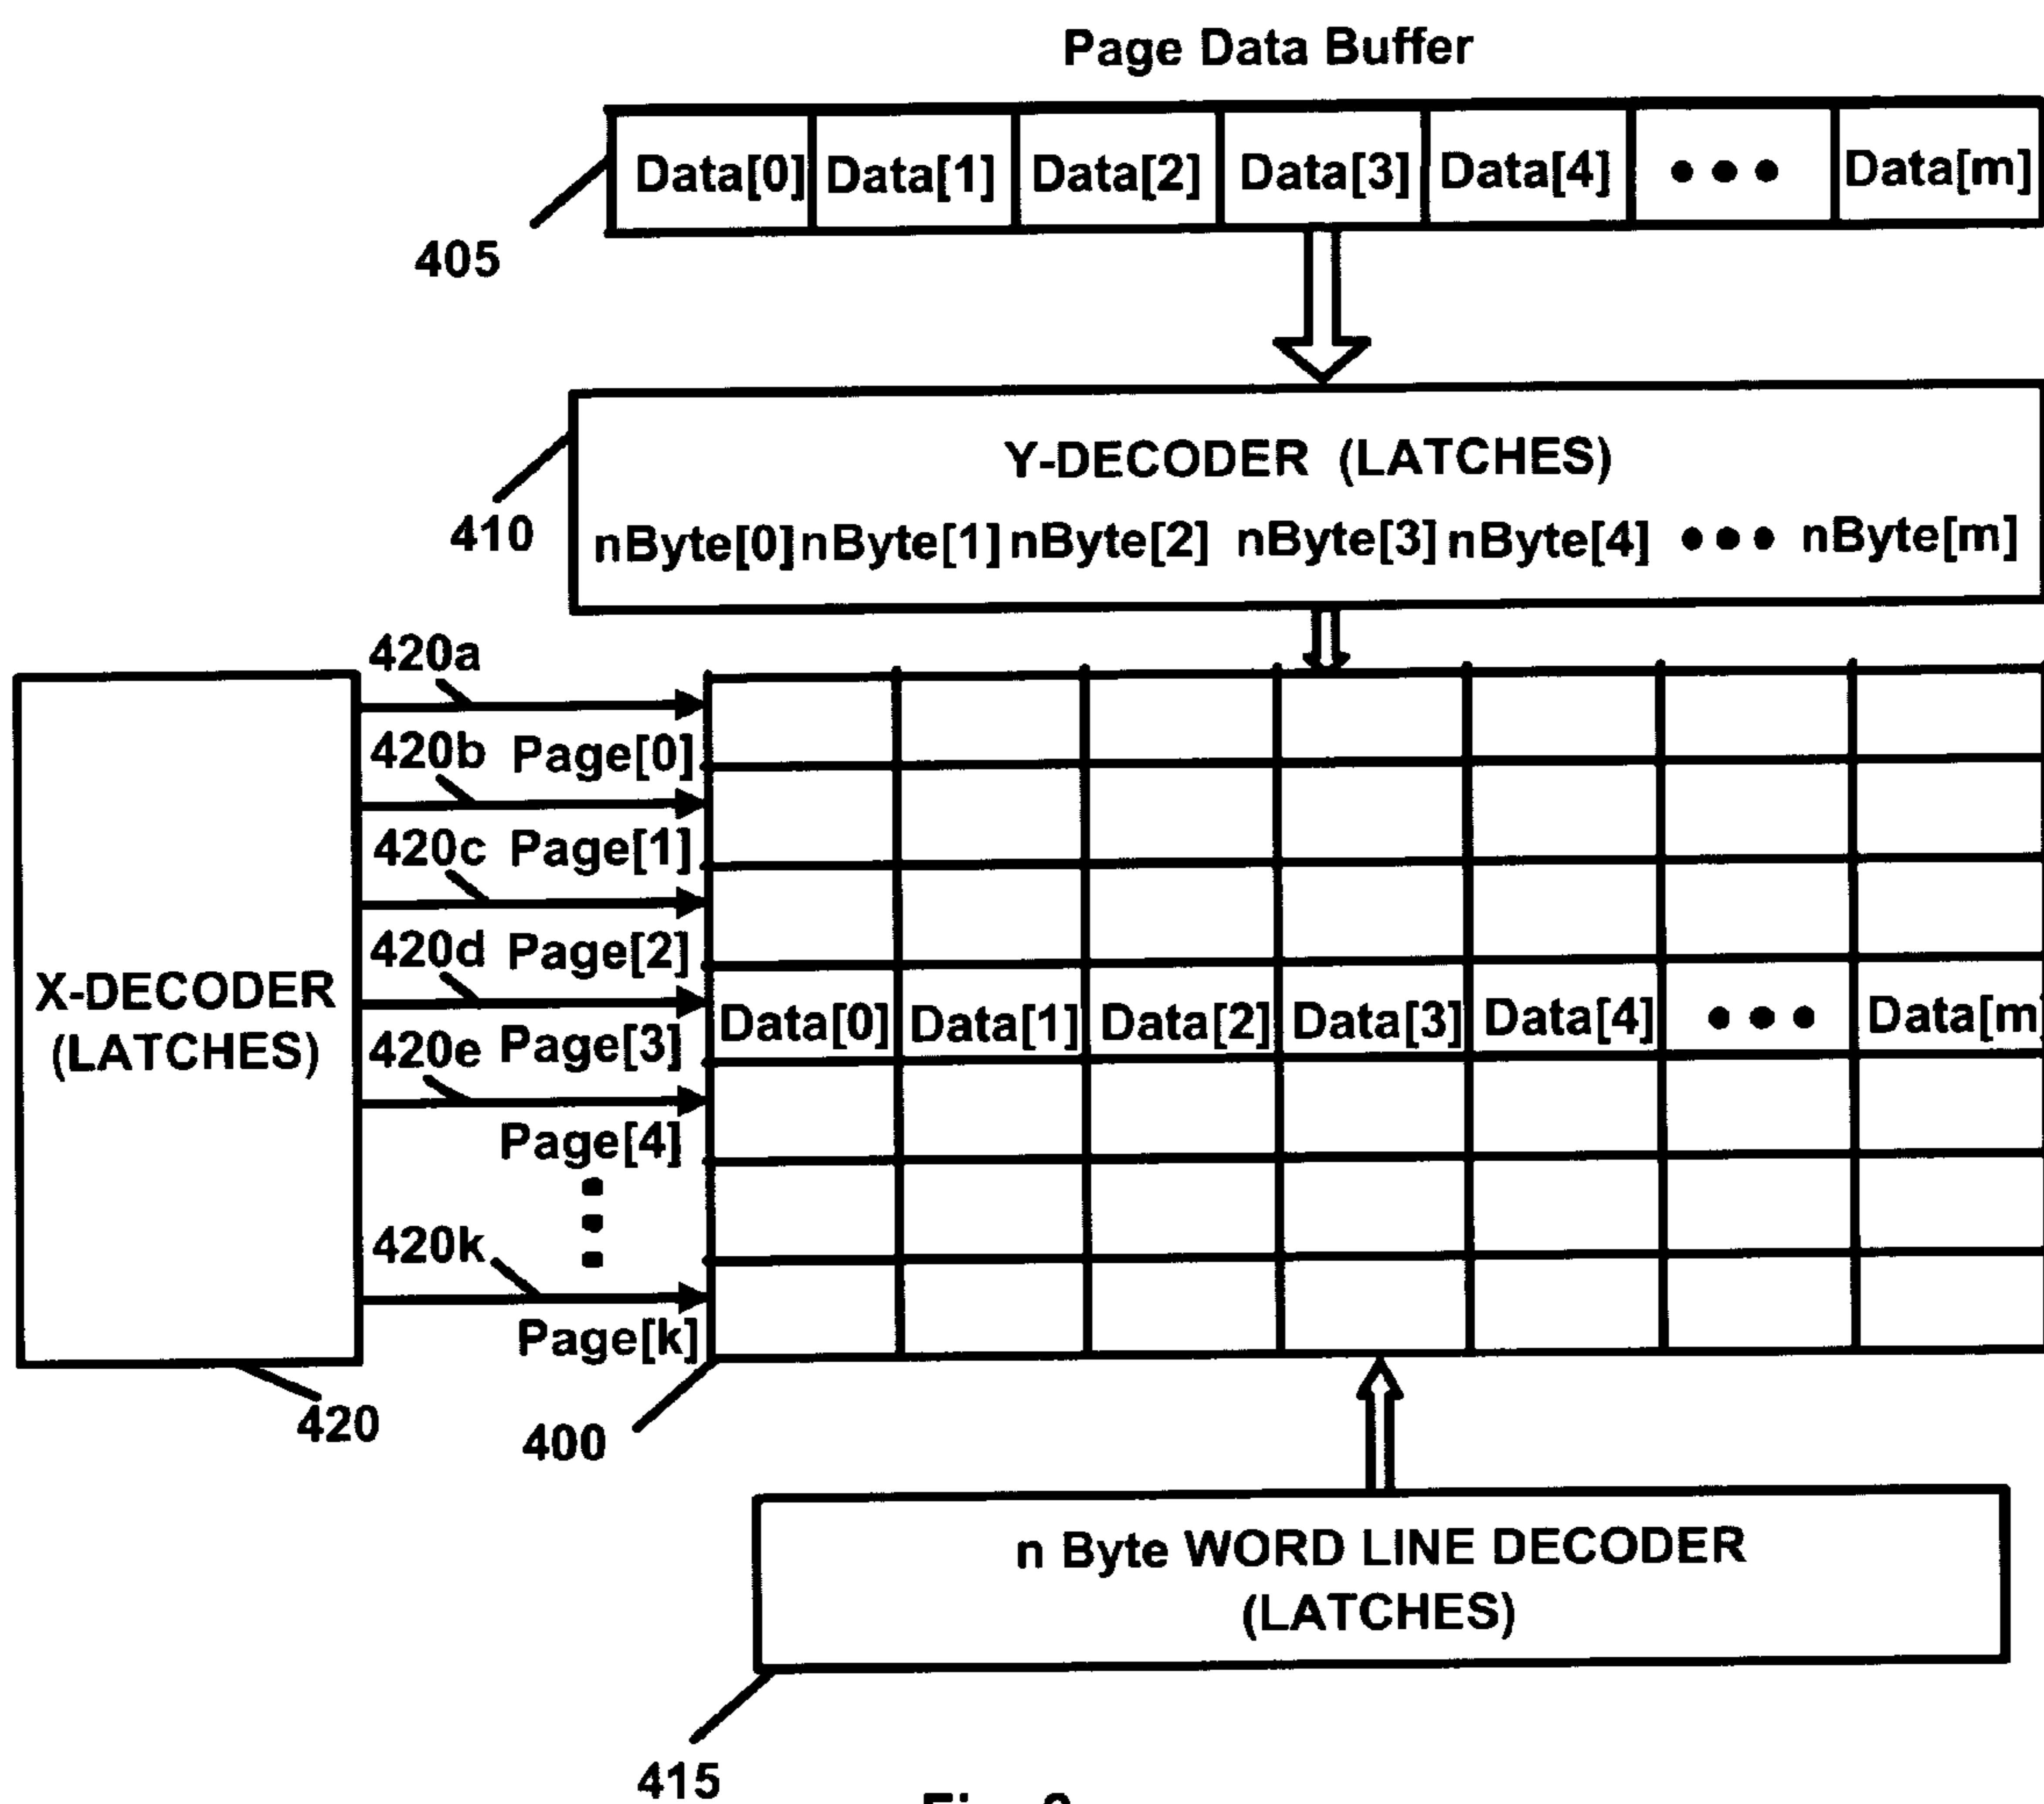 Page Data Buffer
Data[0] Data[1] Data[2] Data[3] Data[4] ●●● Data[m]
405
Y-DECODER (LATCHES)
410
nByte[0] nByte[1] nByte[2] nByte[3] nByte[4] ●●● nByte[m]
420a
420b Page[0]
420c Page[1]
420d Page[2]
X-DECODER
(LATCHES)
Data[0] Data[1] Data[2] Data[3] Data[4] ●●● Data[m
420e Page[3]
Page[4]
420k
Page[k]
420
400
n Byte WORD LINE DECODER
(LATCHES)
415